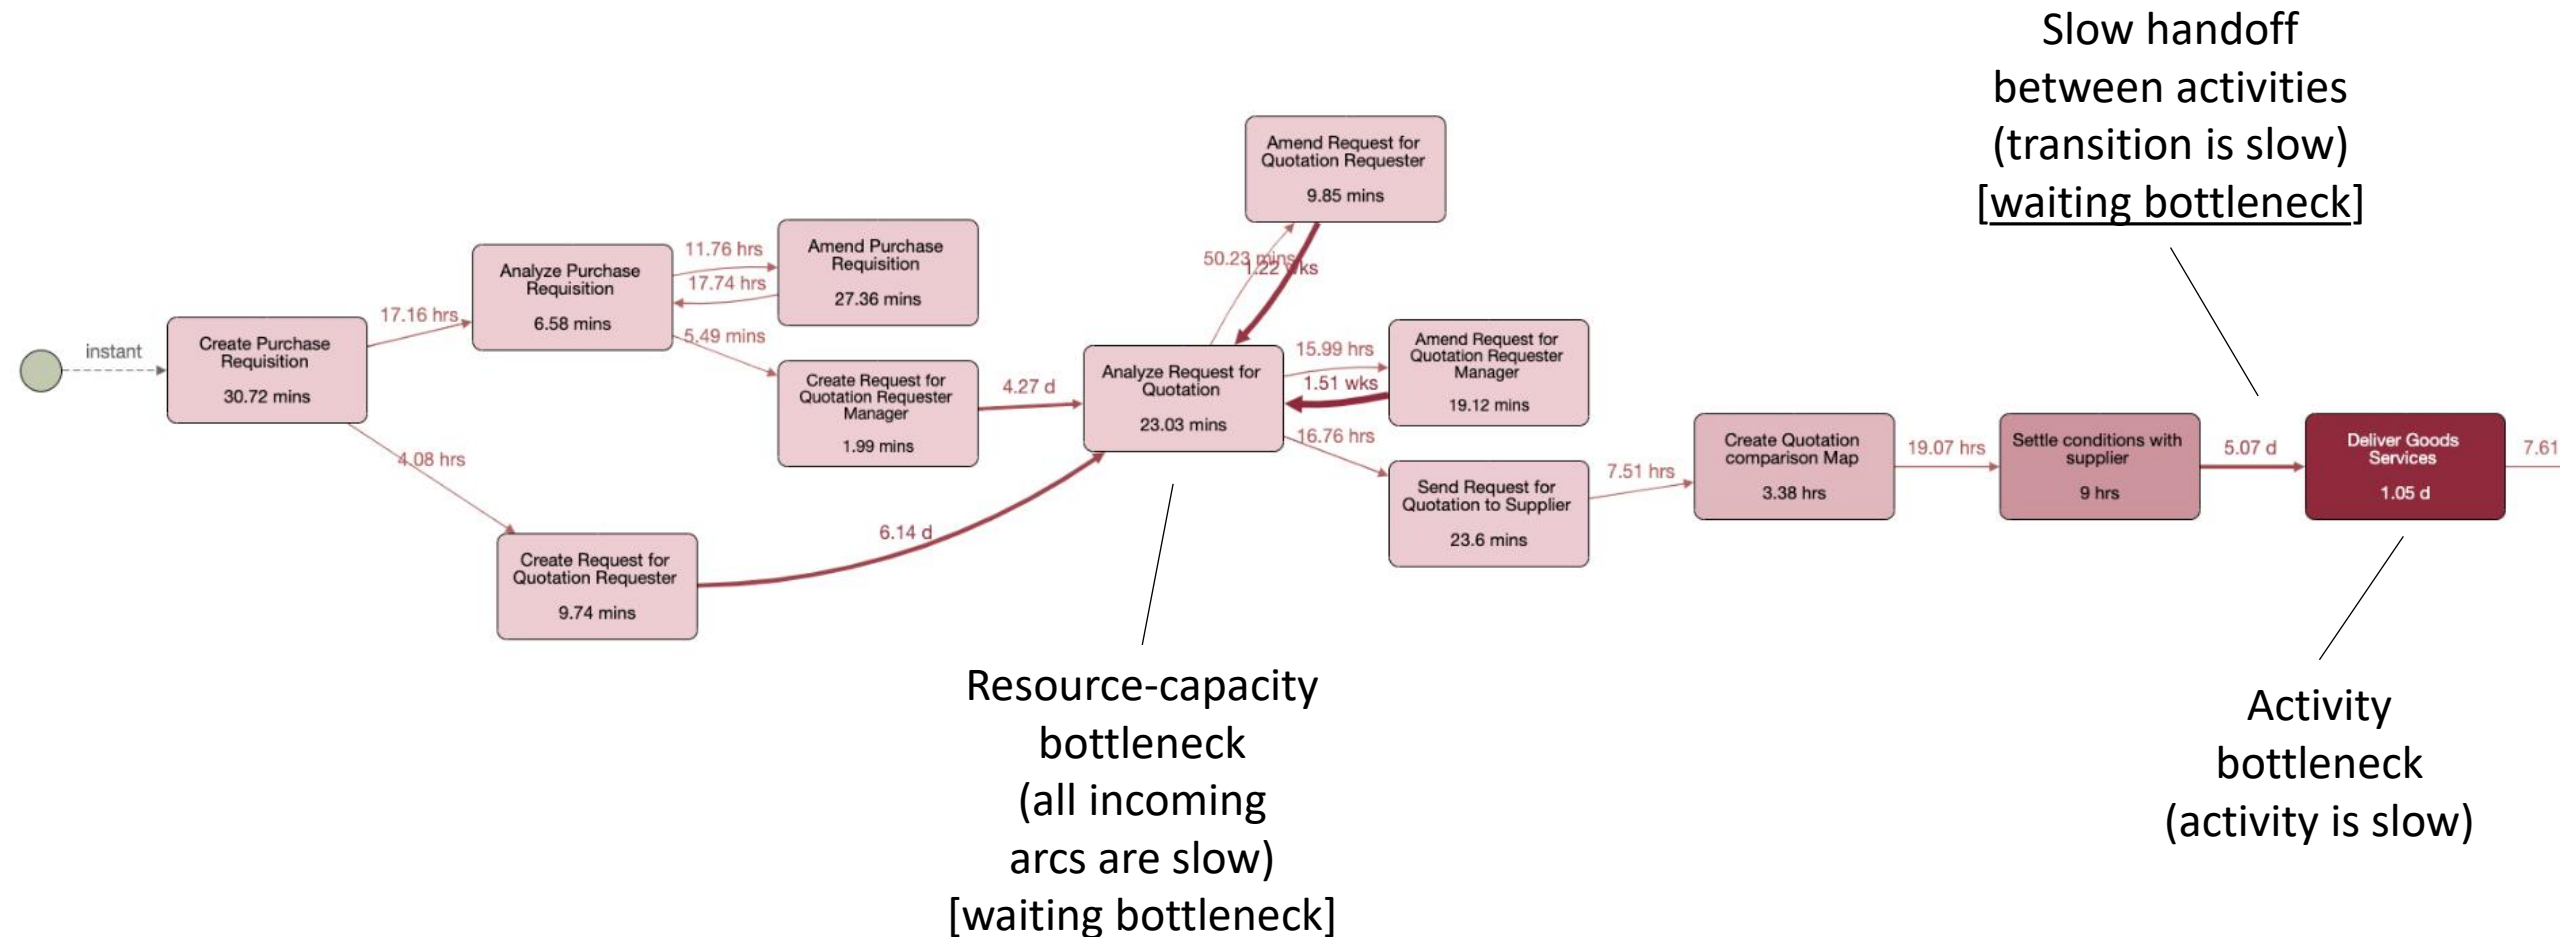 Slow handoff
between activities
(transition is slow)
[waiting bottleneck]
Amend Request for
Quotation Requester
9.85 mins
50.23 mins
1.22 wks
Amend Purchase
Requisition
27.36 mins
11.76 hrs
17.74 hrs
Analyze Purchase
Requisition
6.58 mins
17.16 hrs
5.49 mins
instant
Create Purchase
Requisition
30.72 mins
Create Request for
Quotation Requester
Manager
1.99 mins
4.27 d
Analyze Request for
Quotation
23.03 mins
15.99 hrs
1.51 wks
Amend Request for
Quotation Requester
Manager
19.12 mins
16.76 hrs
4.08 hrs
Create Request for
Quotation Requester
9.74 mins
6.14 d
Send Request for
Quotation to Supplier
23.6 mins
7.51 hrs
Create Quotation
comparison Map
3.38 hrs
19.07 hrs
Settle conditions with
supplier
9 hrs
5.07 d
Deliver Goods
Services
1.05 d
7.61
Resource-capacity
bottleneck
(all incoming
arcs are slow)
[waiting bottleneck]
Activity
bottleneck
(activity is slow)